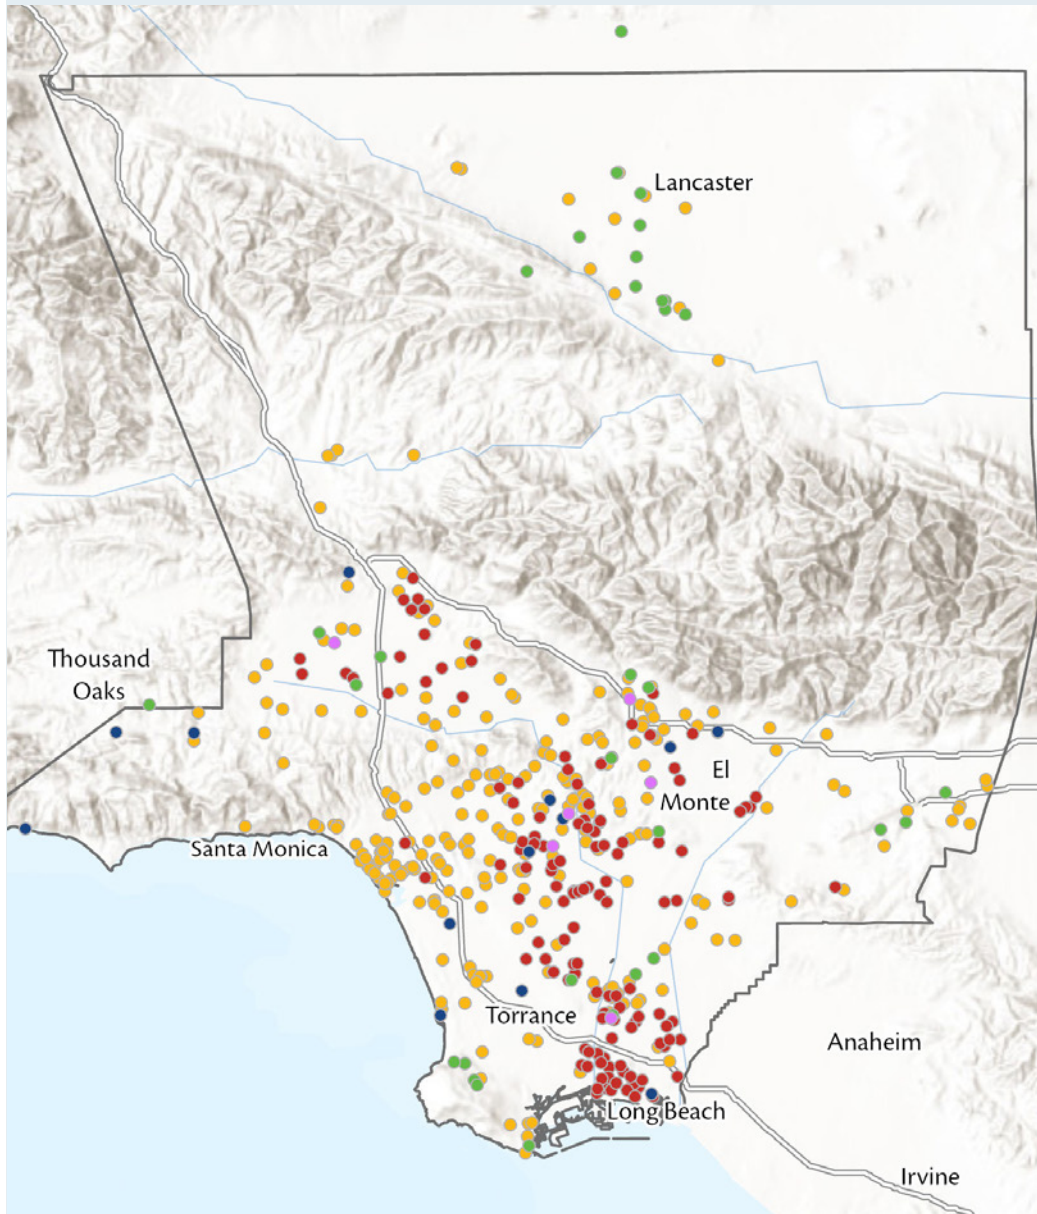 Lancaster
Thousand
Oaks
El
Monte
Santa Monica
Torrance
Anaheim
Long Beach
Irvine